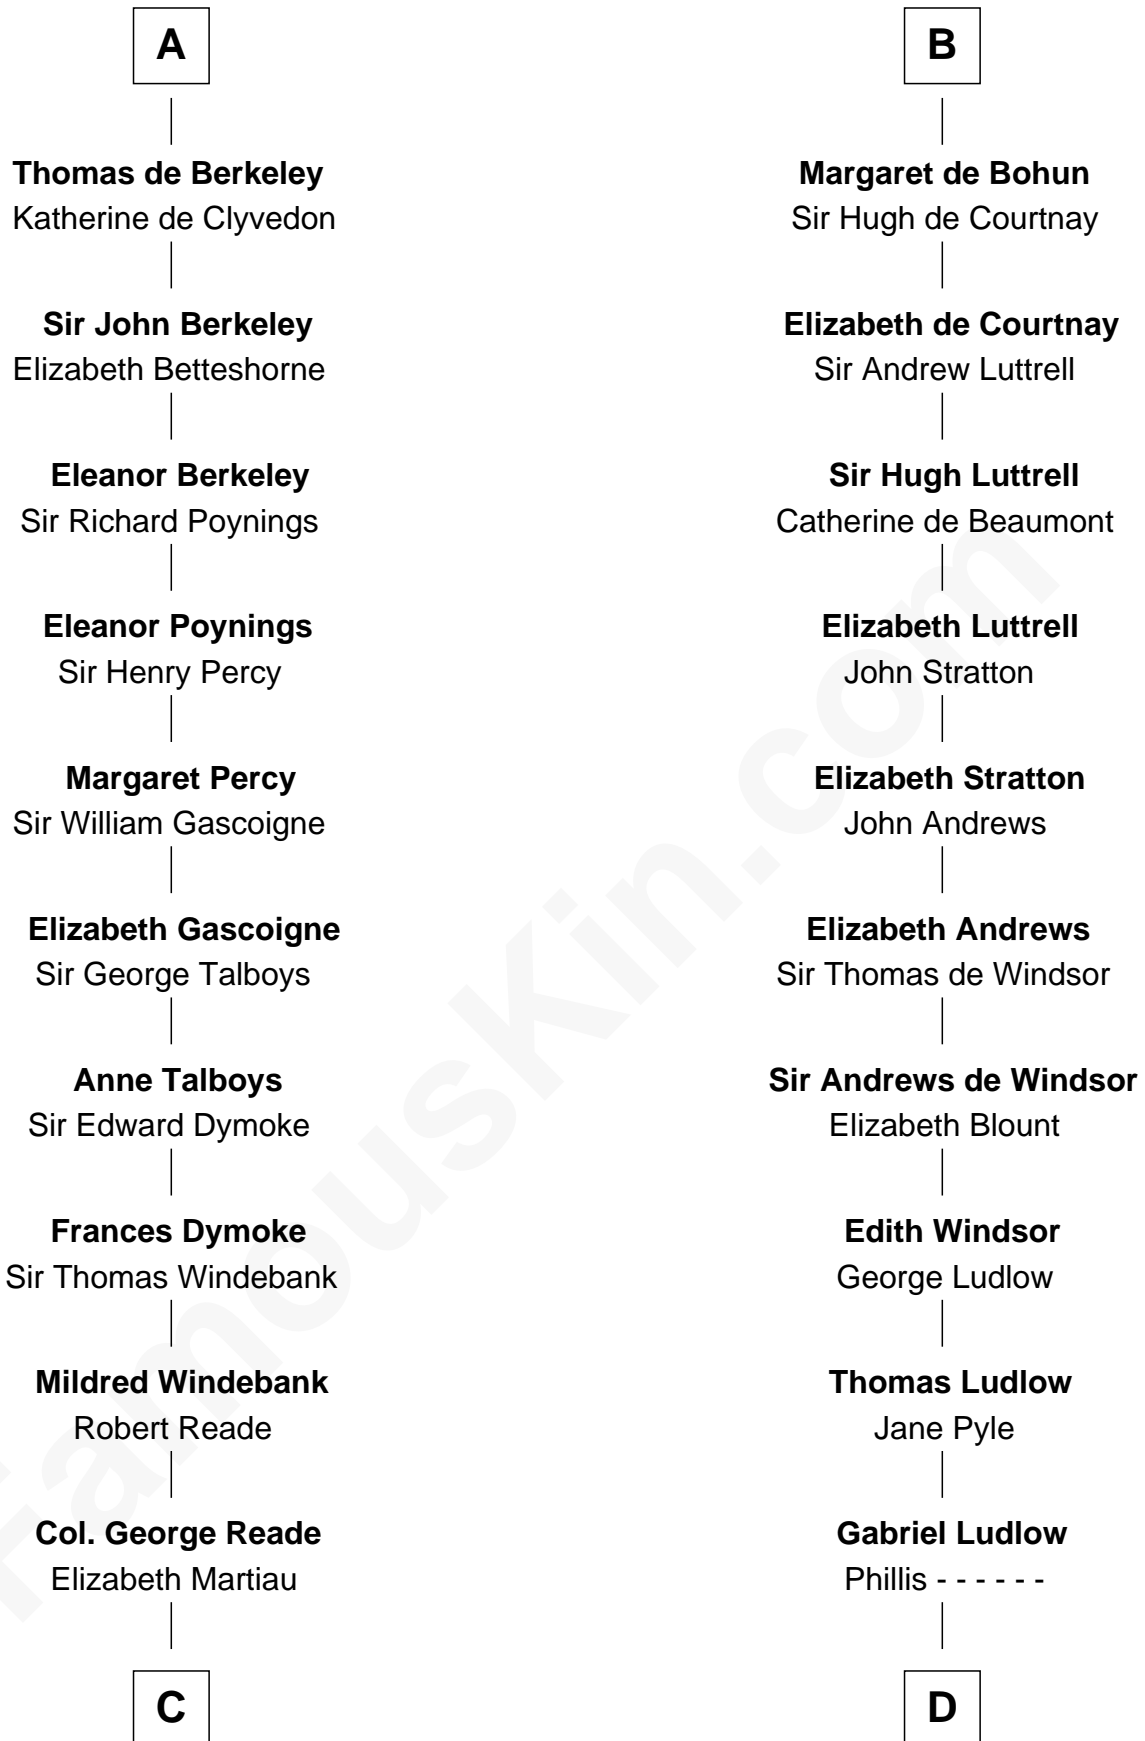 A
Thomas de Berkeley
Katherine de Clyvedon
Sir John Berkeley
Elizabeth Betteshorne
Eleanor Berkeley
Sir Richard Poynings
Eleanor Poynings
Sir Henry Percy
Margaret Percy
Sir William Gascoigne
Elizabeth Gascoigne
Sir George Talboys
Anne Talboys
Sir Edward Dymoke
Frances Dymoke
Sir Thomas Windebank
Mildred Windebank
Robert Reade
Col. George Reade
Elizabeth Martiau
C
B
Margaret de Bohun
Sir Hugh de Courtnay
Elizabeth de Courtnay
Sir Andrew Luttrell
Sir Hugh Luttrell
Catherine de Beaumont
Elizabeth Luttrell
John Stratton
Elizabeth Stratton
John Andrews
Elizabeth Andrews
Sir Thomas de Windsor
Sir Andrews de Windsor
Elizabeth Blount
Edith Windsor
George Ludlow
Thomas Ludlow
Jane Pyle
Gabriel Ludlow
Phillis - - - - - -
D
FamousKin.com